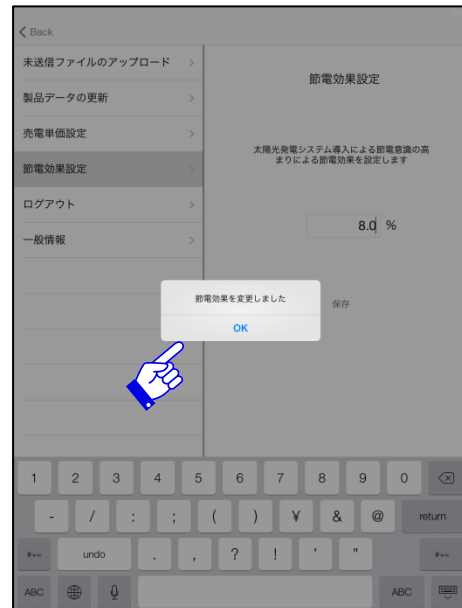 Back
未送信ファイルのアップロード
製品データの更新
売電単価設定
節電効果設定
ログアウト
一般情報
節電効果設定
太陽光発電システム導入による節電意識の高
まりによる節電効果を設定します
8.0 %
保存
節電効果を変更しました
OK
1 2 3 4 5 6 7 8 9 0
- / : ; ( ) ¥ & @ return
#+= undo . , ? ! ' " #+=
ABC ABC